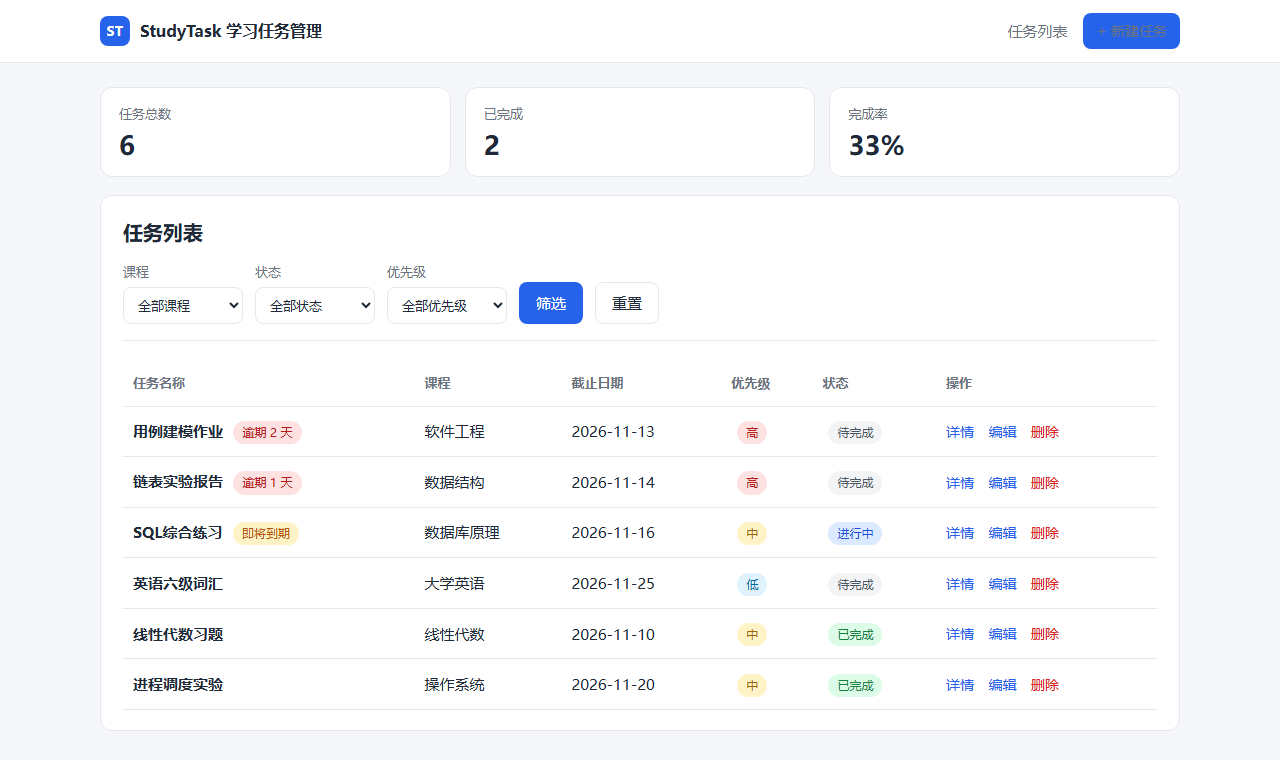 ST StudyTask 学习任务管理 任务列表 + 新建任务
任务总数 已完成 完成率
6 2 33%
任务列表
课程 状态 优先级
全部课程 全部状态 全部优先级 筛选 重置
任务名称 课程 截止日期 优先级 状态 操作
用例建模作业 逾期 2 天 软件工程 2026-11-13 高 待完成 详情 编辑 删除
链表实验报告 逾期 1 天 数据结构 2026-11-14 高 待完成 详情 编辑 删除
SQL综合练习 即将到期 数据库原理 2026-11-16 中 进行中 详情 编辑 删除
英语六级词汇 大学英语 2026-11-25 低 待完成 详情 编辑 删除
线性代数习题 线性代数 2026-11-10 中 已完成 详情 编辑 删除
进程调度实验 操作系统 2026-11-20 中 已完成 详情 编辑 删除